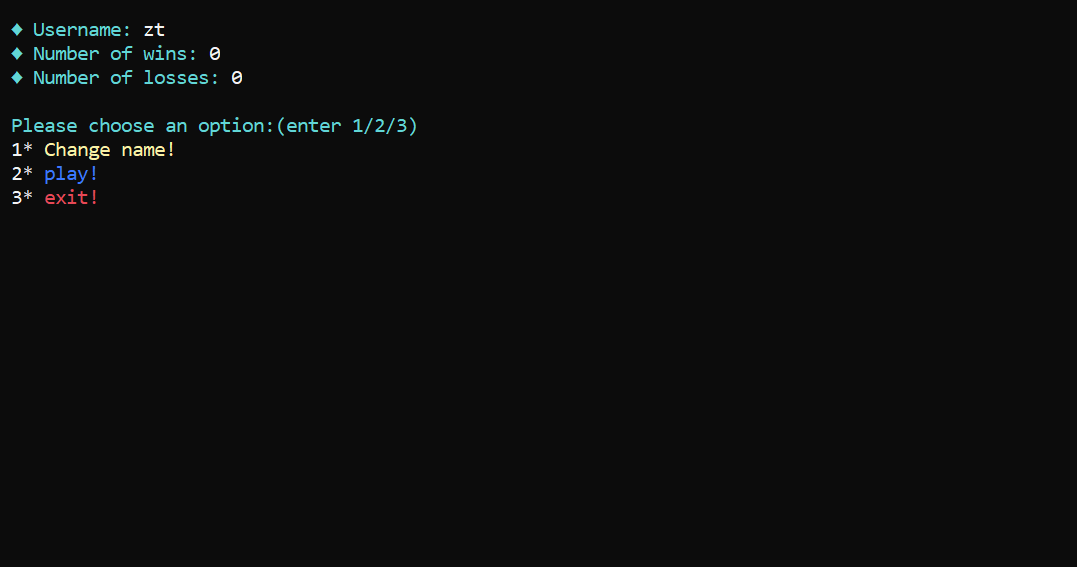 ♦ Username: zt
♦ Number of wins: 0
♦ Number of losses: 0
Please choose an option:(enter 1/2/3)
1* Change name!
2* play!
3* exit!